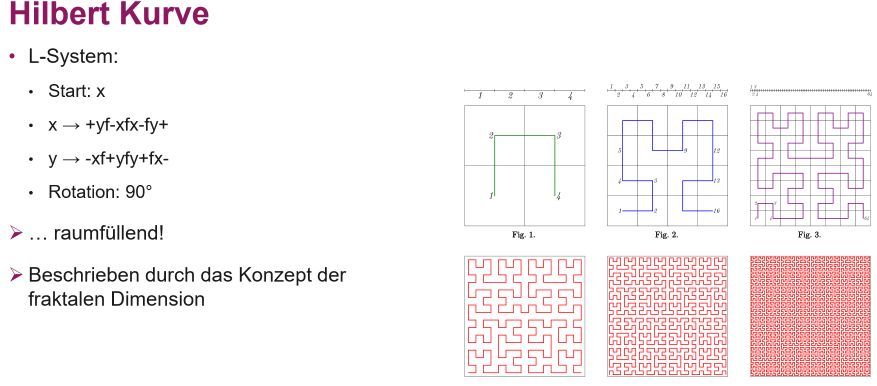 Hilbert Kurve
• L-System:
• Start: x
• x → +yf-xfx-fy+
• y → -xf+yfy+fx-
• Rotation: 90°
➢ … raumfüllend!
➢ Beschrieben durch das Konzept der
fraktalen Dimension
1 2 3 4
2 3
1 4
Fig. 1.
1 3 5 7 9 11 13 15
2 4 6 8 10 12 14 16
5 9 12
4 3 13
1 2 16
Fig. 2.
Fig. 3.